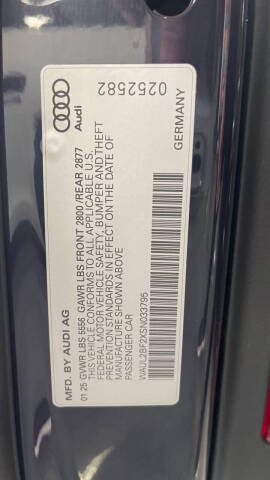 Audi
0252582
MFD. BY AUDI AG
01.25 GVWR LBS 5556 GAWR LBS FRONT 2800 /REAR 2877
THIS VEHICLE CONFORMS TO ALL APPLICABLE U.S.
FEDERAL MOTOR VEHICLE SAFETY, BUMPER AND THEFT
PREVENTION STANDARDS IN EFFECT ON THE DATE OF
MANUFACTURE SHOWN ABOVE
PASSENGER CAR
WAUL2BF2XSN033795
GERMANY